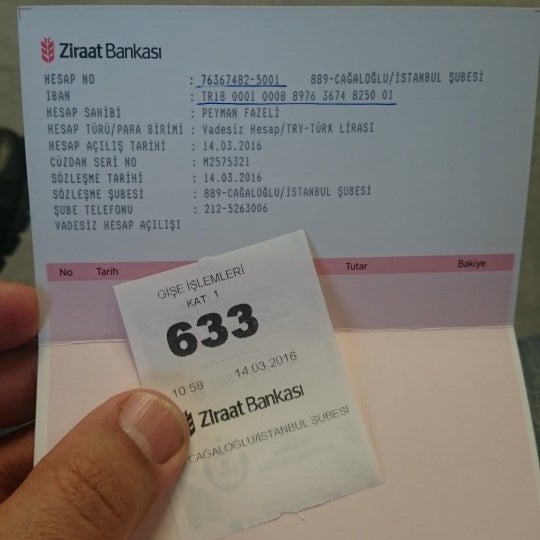 Ziraat Bankası
HESAP NO : 76367482-5001 889-CAĞALOĞLU/İSTANBUL ŞUBESİ
IBAN : TR18 0001 0008 8976 3674 8250 01
HESAP SAHİBİ : PEYMAN FAZELİ
HESAP TÜRÜ/PARA BİRİMİ : Vadesiz Hesap/TRY-TÜRK LİRASI
HESAP AÇILIŞ TARİHİ : 14.03.2016
CÜZDAN SERİ NO : M2575321
SÖZLEŞME TARİHİ : 14.03.2016
SÖZLEŞME ŞUBESİ : 889-CAĞALOĞLU/İSTANBUL ŞUBESİ
ŞUBE TELEFONU : 212-5263006
VADESİZ HESAP AÇILIŞI
No Tarih Tutar Bakiye
GİŞE İŞLEMLERİ
KAT: 1
633
10:58 14.03.2016
Ziraat Bankası
CAĞALOĞLU/İSTANBUL ŞUBESİ